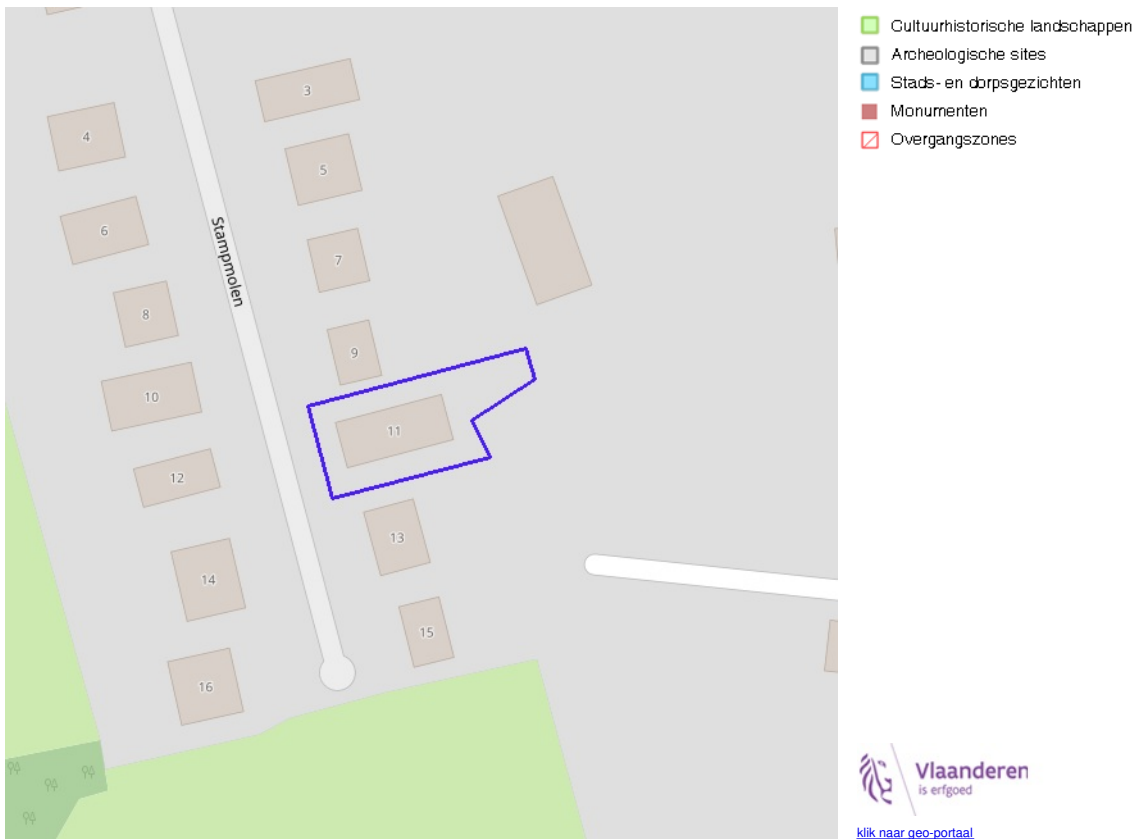 Cultuurhistorische landschappen
Archeologische sites
Stads- en dorpsgezichten
Monumenten
Overgangszones
3
4
5
6
Stampmolen
7
8
9
10
11
12
13
14
15
16
Vlaanderen
is erfgoed
klik naar geo-portaal